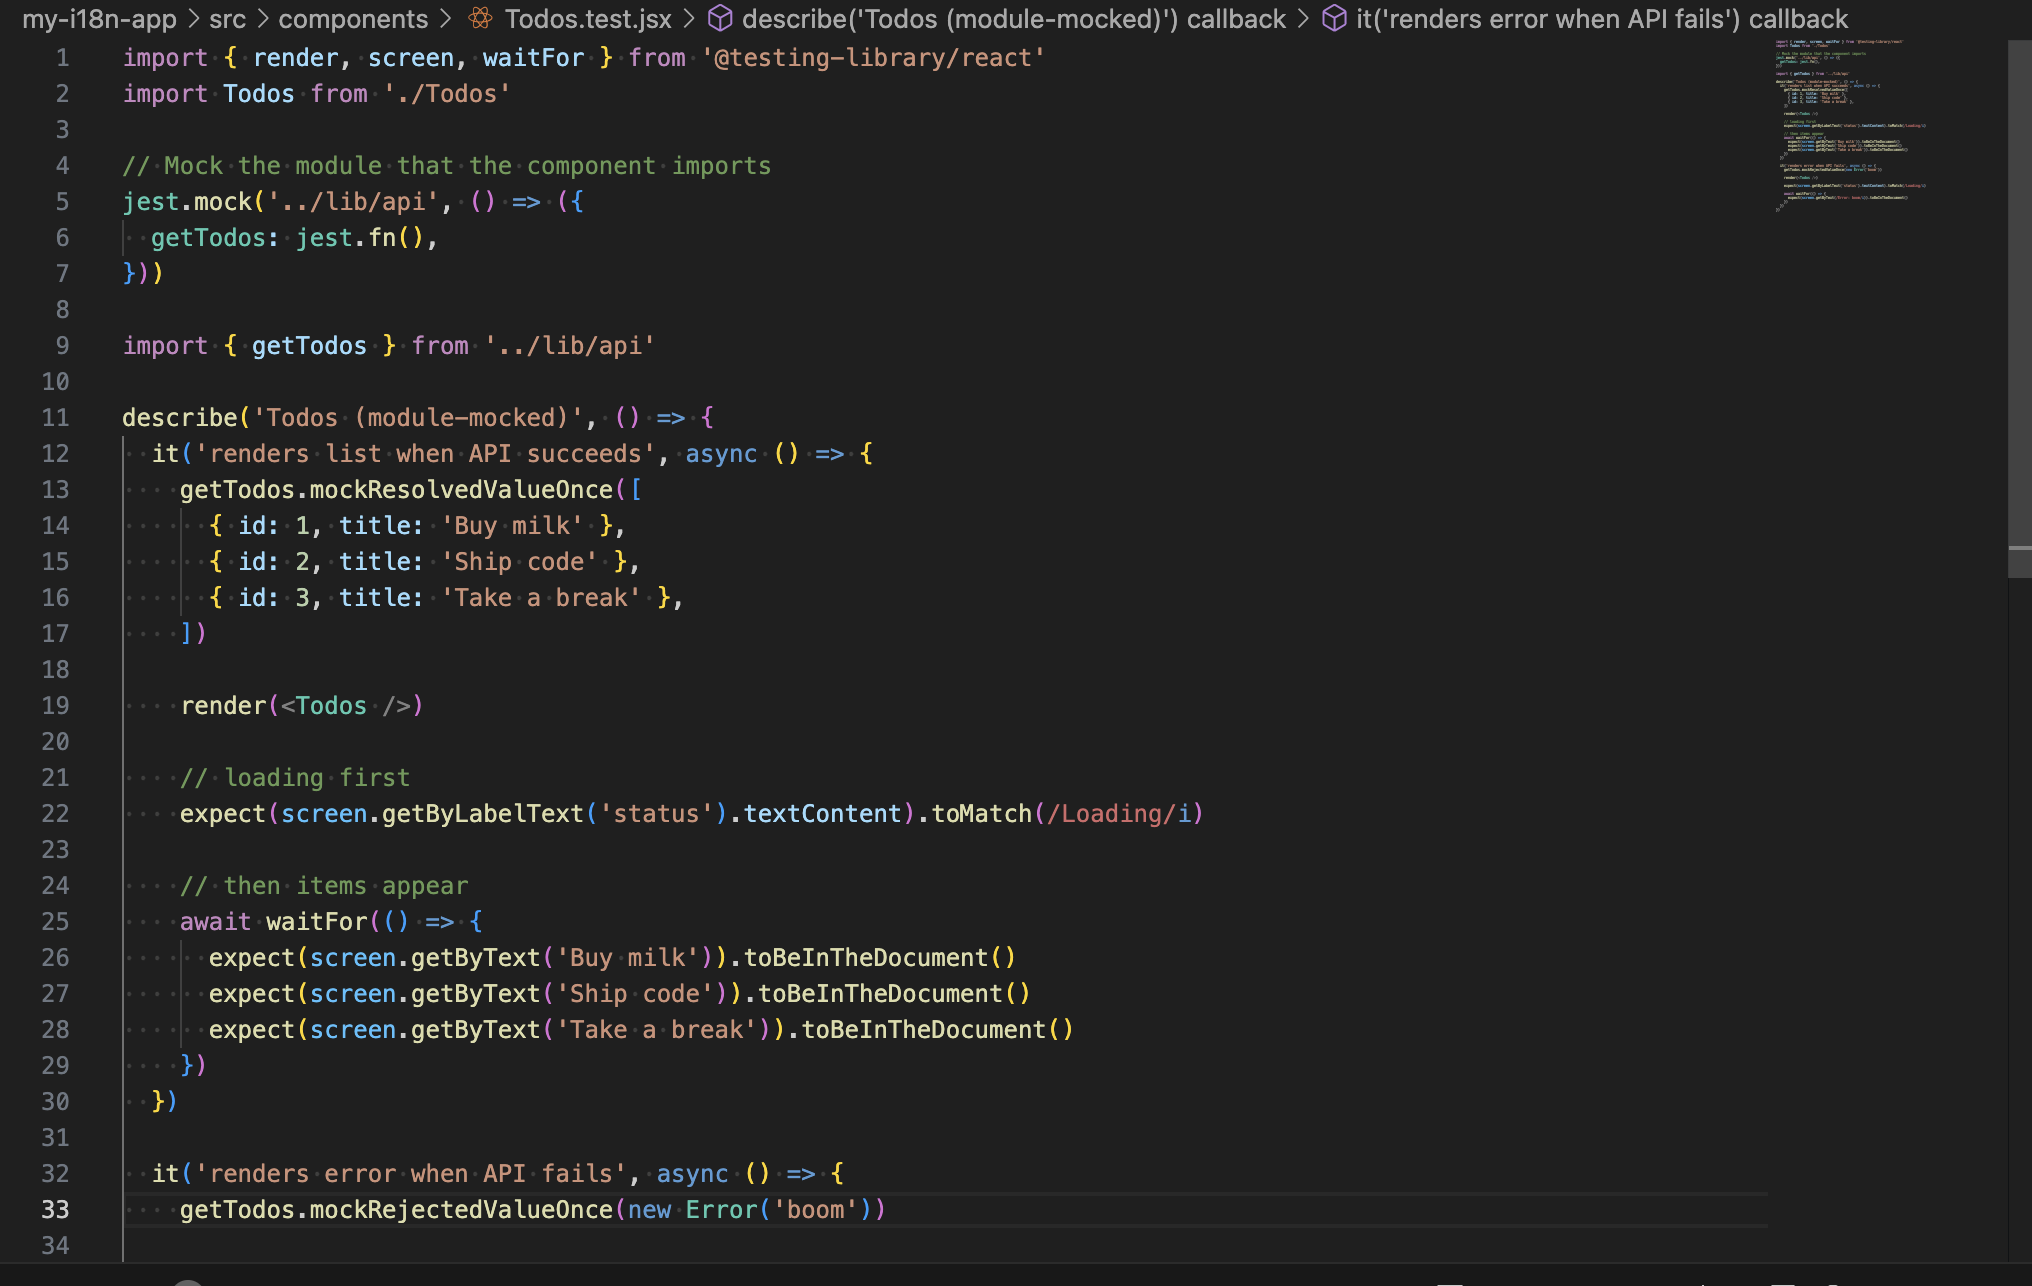 my-i18n-app > src > components > Todos.test.jsx > describe('Todos (module-mocked)') callback > it('renders error when API fails') callback
1 import { render, screen, waitFor } from '@testing-library/react'
2 import Todos from './Todos'
3
4 // Mock the module that the component imports
5 jest.mock('../lib/api', () => ({
6   getTodos: jest.fn(),
7 }))
8
9 import { getTodos } from '../lib/api'
10
11 describe('Todos (module-mocked)', () => {
12   it('renders list when API succeeds', async () => {
13     getTodos.mockResolvedValueOnce([
14       { id: 1, title: 'Buy milk' },
15       { id: 2, title: 'Ship code' },
16       { id: 3, title: 'Take a break' },
17     ])
18
19     render(<Todos />)
20
21     // loading first
22     expect(screen.getByLabelText('status').textContent).toMatch(/Loading/i)
23
24     // then items appear
25     await waitFor(() => {
26       expect(screen.getByText('Buy milk')).toBeInTheDocument()
27       expect(screen.getByText('Ship code')).toBeInTheDocument()
28       expect(screen.getByText('Take a break')).toBeInTheDocument()
29     })
30   })
31
32   it('renders error when API fails', async () => {
33     getTodos.mockRejectedValueOnce(new Error('boom'))
34